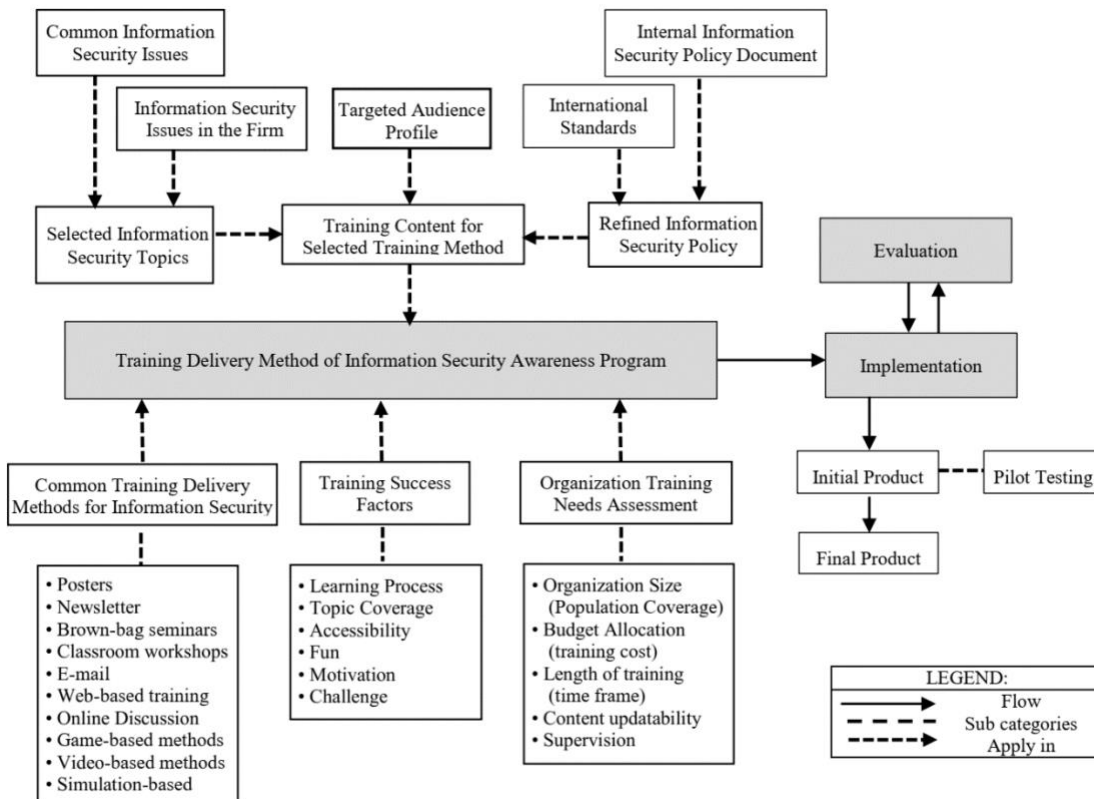 Common Information
Security Issues
Internal Information
Security Policy Document
Information Security
Issues in the Firm
Targeted Audience
Profile
International
Standards
Selected Information
Security Topics
Training Content for
Selected Training Method
Refined Information
Security Policy
Evaluation
Training Delivery Method of Information Security Awareness Program
Implementation
Common Training Delivery
Methods for Information Security
Training Success
Factors
Organization Training
Needs Assessment
Initial Product
Pilot Testing
Final Product
• Posters
• Newsletter
• Brown-bag seminars
• Classroom workshops
• E-mail
• Web-based training
• Online Discussion
• Game-based methods
• Video-based methods
• Simulation-based
• Learning Process
• Topic Coverage
• Accessibility
• Fun
• Motivation
• Challenge
• Organization Size
(Population Coverage)
• Budget Allocation
(training cost)
• Length of training
(time frame)
• Content updatability
• Supervision
LEGEND:
Flow
Sub categories
Apply in